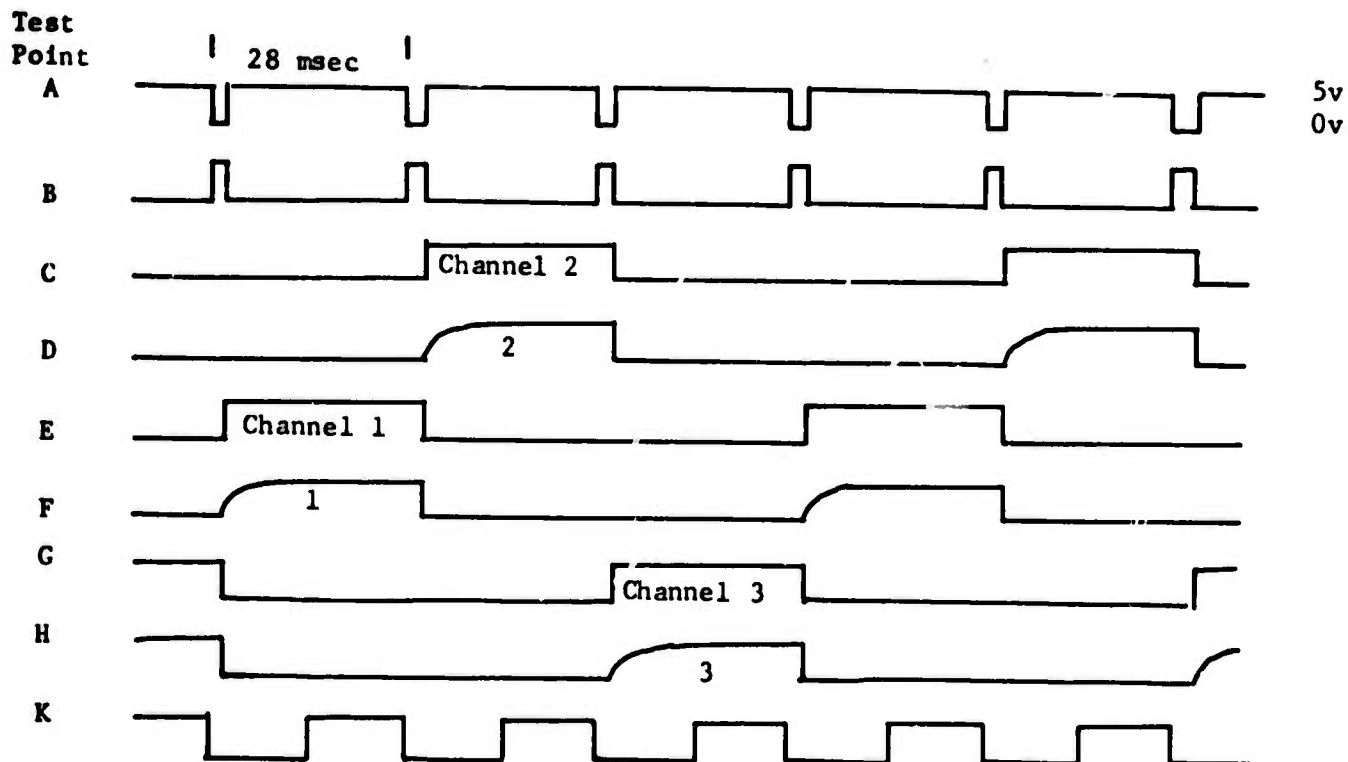 Test
Point
28 msec
A
5v
0v
B
C
Channel 2
D
2
E
Channel 1
F
1
G
Channel 3
H
3
K